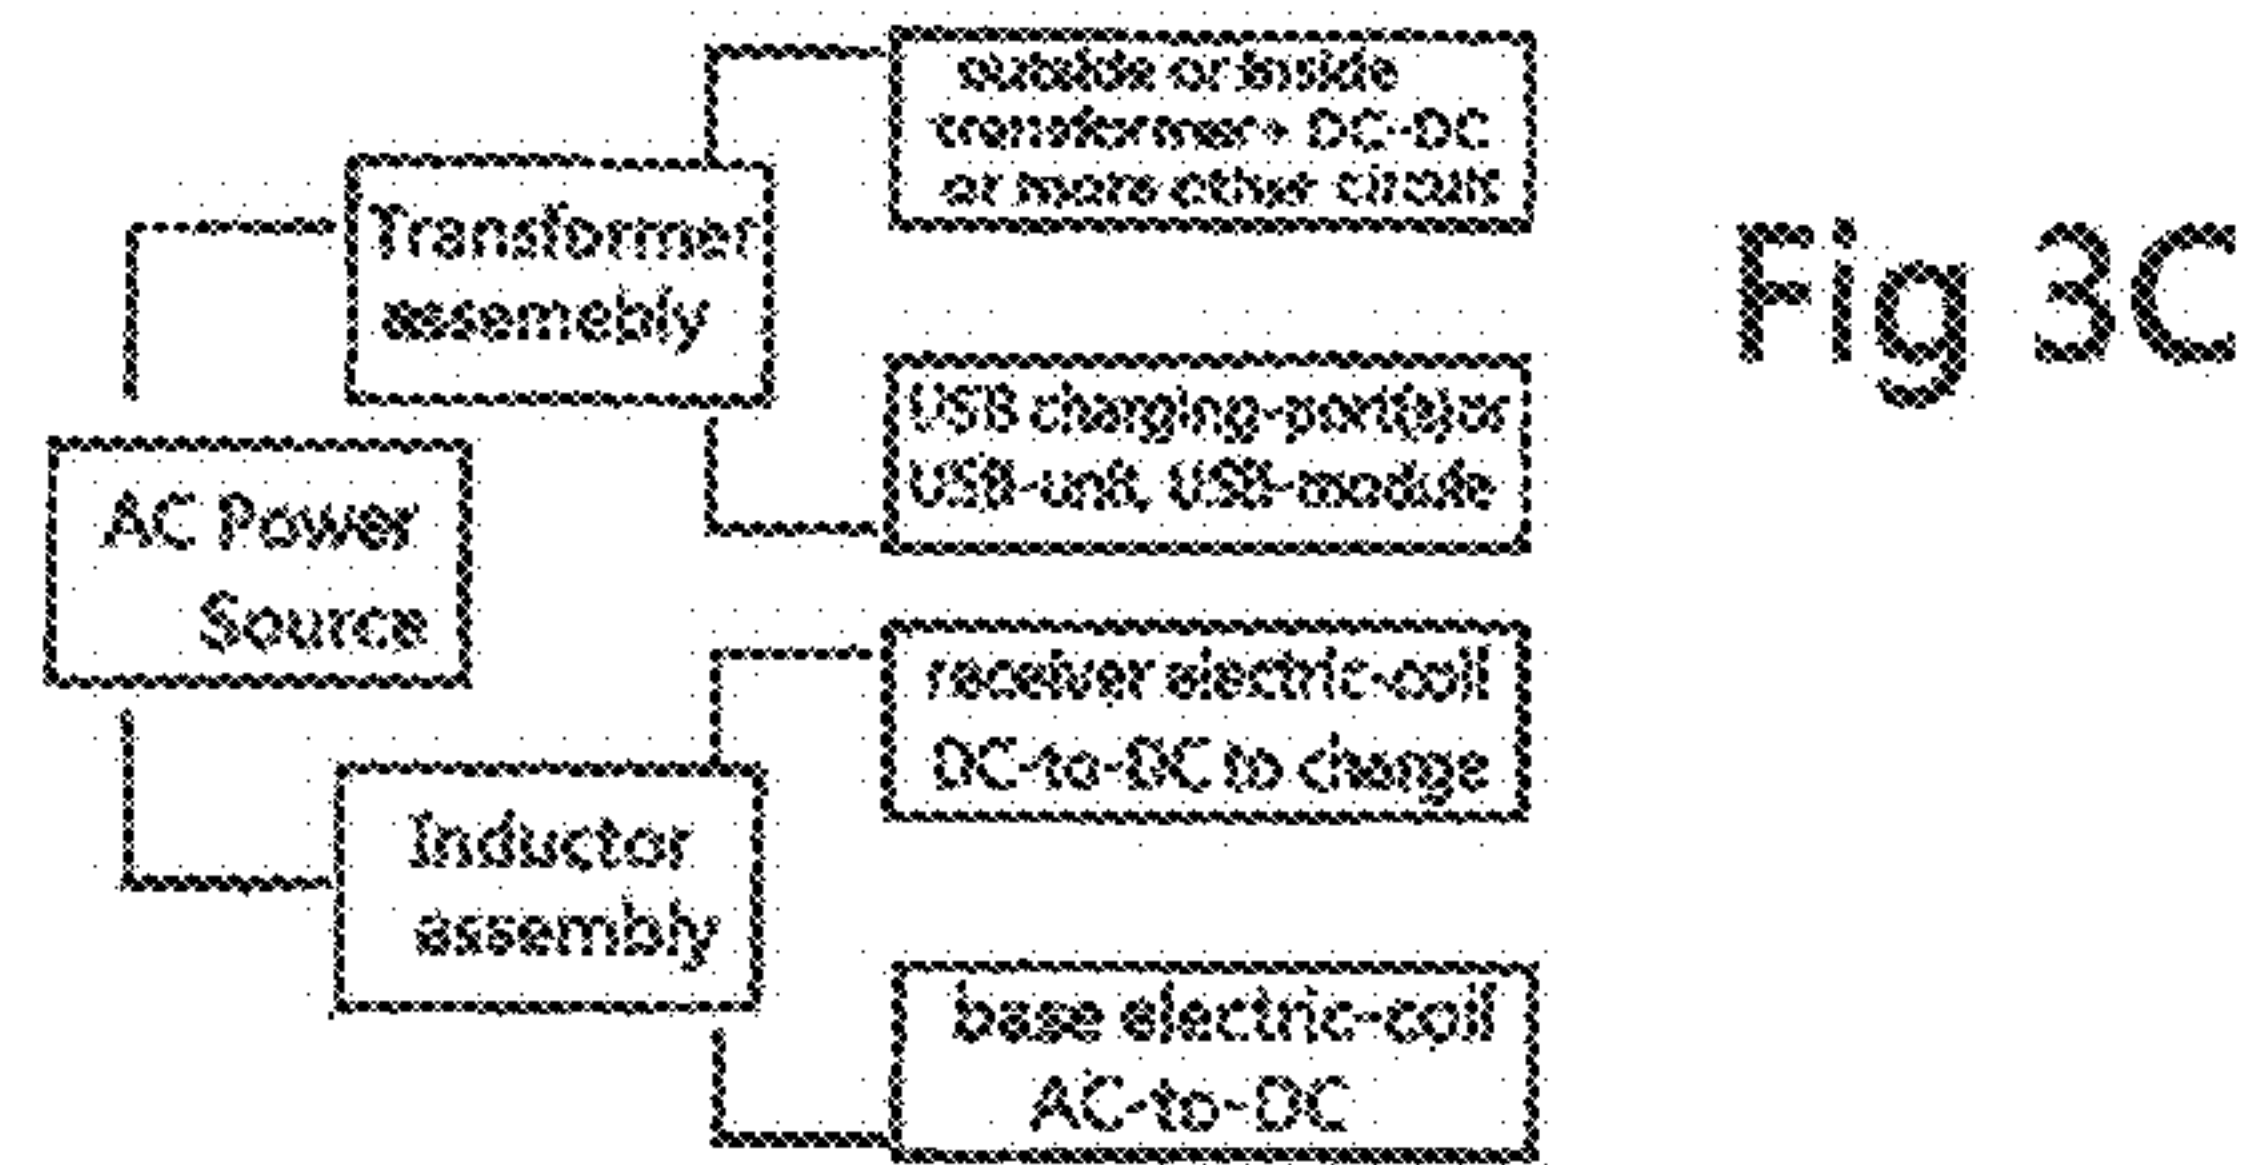 outside or inside
transformer+ DC-DC
or more other circuit
Transformer
assemebly
Fig 3C
USB charging-port(s)or
USB-unit, USB-module
AC Power
Source
receiver electric-coil
DC-to-DC to charge
Inductor
assembly
base electric-coil
AC-to-DC